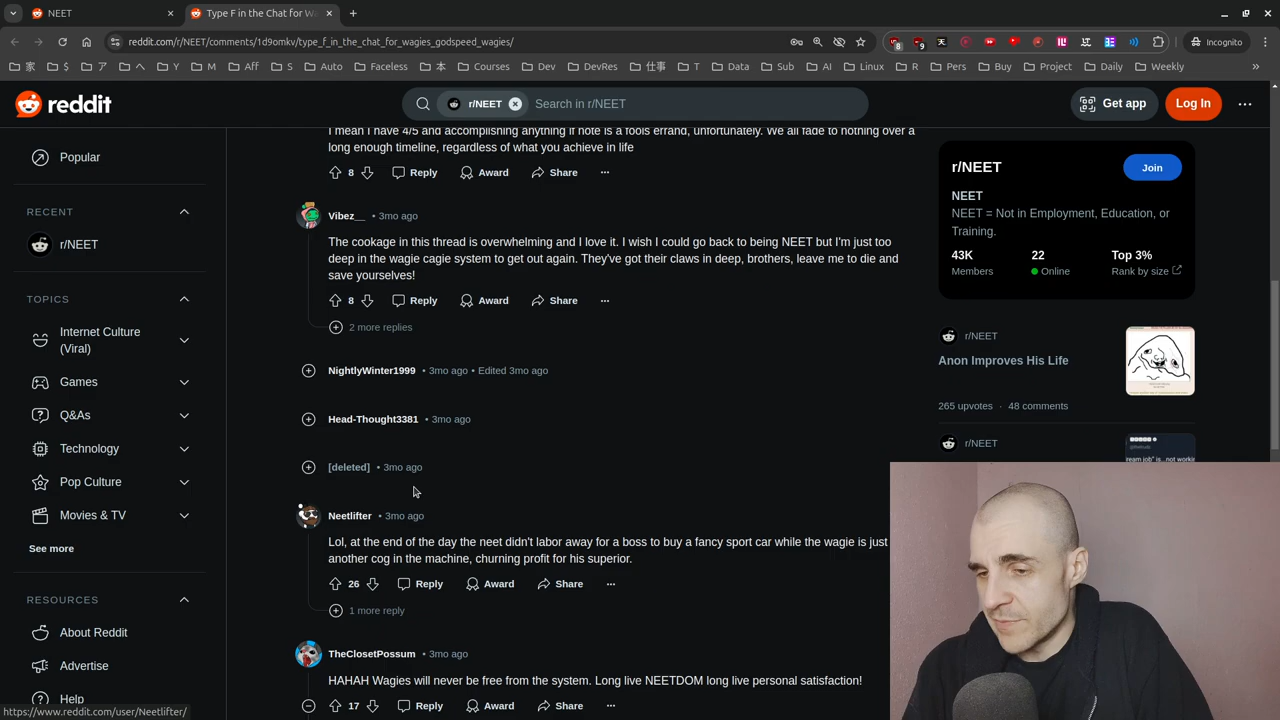 NEET
Type F in the Chat for Wa
reddit.com/r/NEET/comments/1d9omkv/type_f_in_the_chat_for_wagies_godspeed_wagies/
8
9
Incognito
家
$
ア
へ
Y
M
Aff
S
Auto
Faceless
本
Courses
Dev
DevRes
仕事
T
Data
Sub
AI
Linux
R
Pers
Buy
Project
Daily
Weekly
reddit
r/NEET
Search in r/NEET
Get app
Log In
Popular
RECENT
r/NEET
TOPICS
Internet Culture
(Viral)
Games
Q&As
Technology
Pop Culture
Movies & TV
See more
RESOURCES
About Reddit
Advertise
Help
https://www.reddit.com/user/Neetlifter/
I mean I have 4/5 and accomplishing anything if note is a fools errand, unfortunately. We all fade to nothing over a
long enough timeline, regardless of what you achieve in life
8 Reply Award Share
Vibez__ • 3mo ago
The cookage in this thread is overwhelming and I love it. I wish I could go back to being NEET but I'm just too
deep in the wagie cagie system to get out again. They've got their claws in deep, brothers, leave me to die and
save yourselves!
8 Reply Award Share
2 more replies
NightlyWinter1999 • 3mo ago • Edited 3mo ago
Head-Thought3381 • 3mo ago
[deleted] • 3mo ago
Neetlifter • 3mo ago
Lol, at the end of the day the neet didn't labor away for a boss to buy a fancy sport car while the wagie is just
another cog in the machine, churning profit for his superior.
26 Reply Award Share
1 more reply
TheClosetPossum • 3mo ago
HAHAH Wagies will never be free from the system. Long live NEETDOM long live personal satisfaction!
17 Reply Award Share
r/NEET
Join
NEET
NEET = Not in Employment, Education, or
Training.
43K
22
Top 3%
Members
Online
Rank by size
r/NEET
Anon Improves His Life
265 upvotes · 48 comments
r/NEET